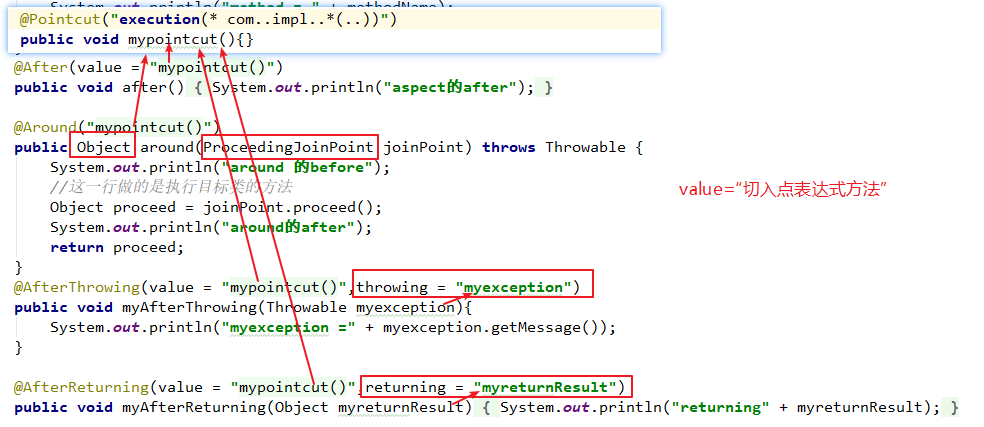 System.out.println("method = " + methodName);
@Pointcut("execution(* com..impl..*(..))")
public void mypointcut(){}
@After(value = "mypointcut()")
public void after() { System.out.println("aspect的after"); }
@Around("mypointcut()")
public Object around(ProceedingJoinPoint joinPoint) throws Throwable {
System.out.println("around 的before");
//这一行做的是执行目标类的方法
Object proceed = joinPoint.proceed();
System.out.println("around的after");
return proceed;
}
value="切入点表达式方法"
@AfterThrowing(value = "mypointcut()",throwing = "myexception")
public void myAfterThrowing(Throwable myexception){
System.out.println("myexception =" + myexception.getMessage());
}
@AfterReturning(value = "mypointcut()",returning = "myreturnResult")
public void myAfterReturning(Object myreturnResult) { System.out.println("returning" + myreturnResult); }